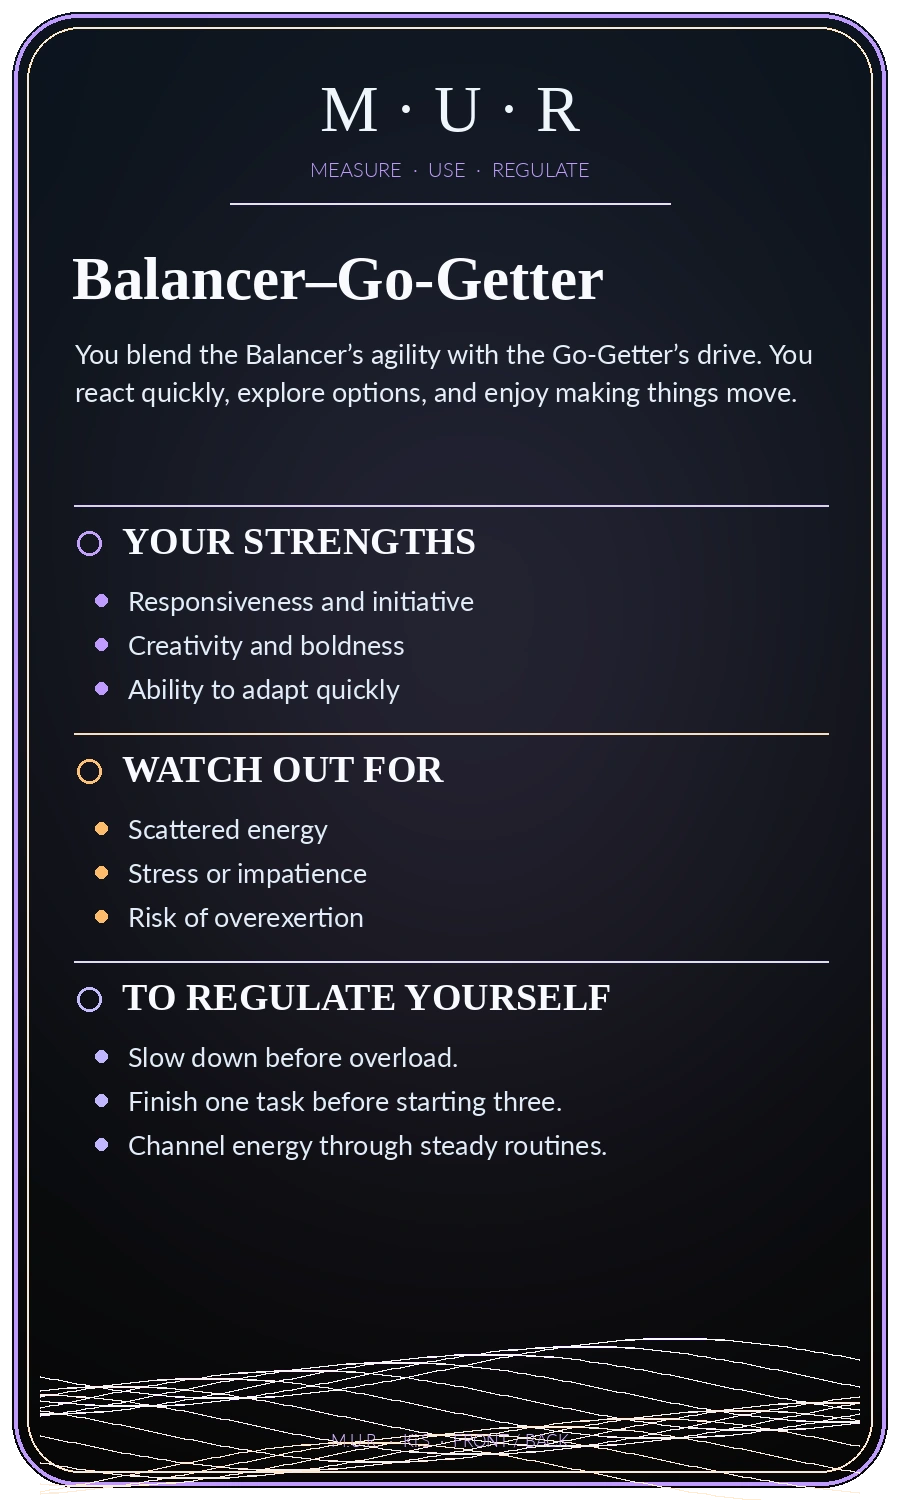 M · U · R
MEASURE · USE · REGULATE
Balancer–Go-Getter
You blend the Balancer’s agility with the Go-Getter’s drive. You
react quickly, explore options, and enjoy making things move.
YOUR STRENGTHS
Responsiveness and initiative
Creativity and boldness
Ability to adapt quickly
WATCH OUT FOR
Scattered energy
Stress or impatience
Risk of overexertion
TO REGULATE YOURSELF
Slow down before overload.
Finish one task before starting three.
Channel energy through steady routines.
M.U.R. · · FRONT / BACK